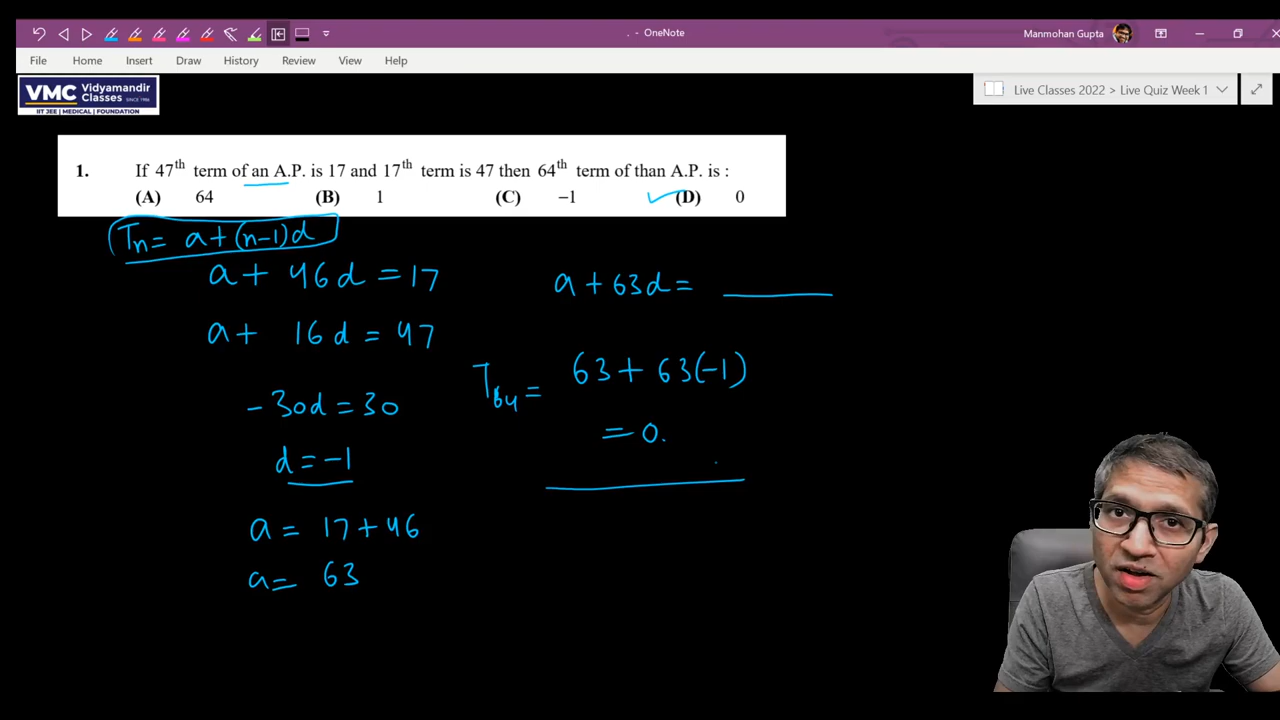 . - OneNote
Manmohan Gupta
File Home Insert Draw History Review View Help
VMC Vidyamandir Classes SINCE 1986
IIT JEE | MEDICAL | FOUNDATION
Live Classes 2022 > Live Quiz Week 1
1. If 47th term of an A.P. is 17 and 17th term is 47 then 64th term of than A.P. is :
(A) 64 (B) 1 (C) −1 (D) 0
Tn = a + (n-1)d
a + 46d = 17
a + 16d = 47
-30d = 30
d = -1
a = 17 + 46
a = 63
a + 63d =
T64 = 63 + 63(-1)
= 0.